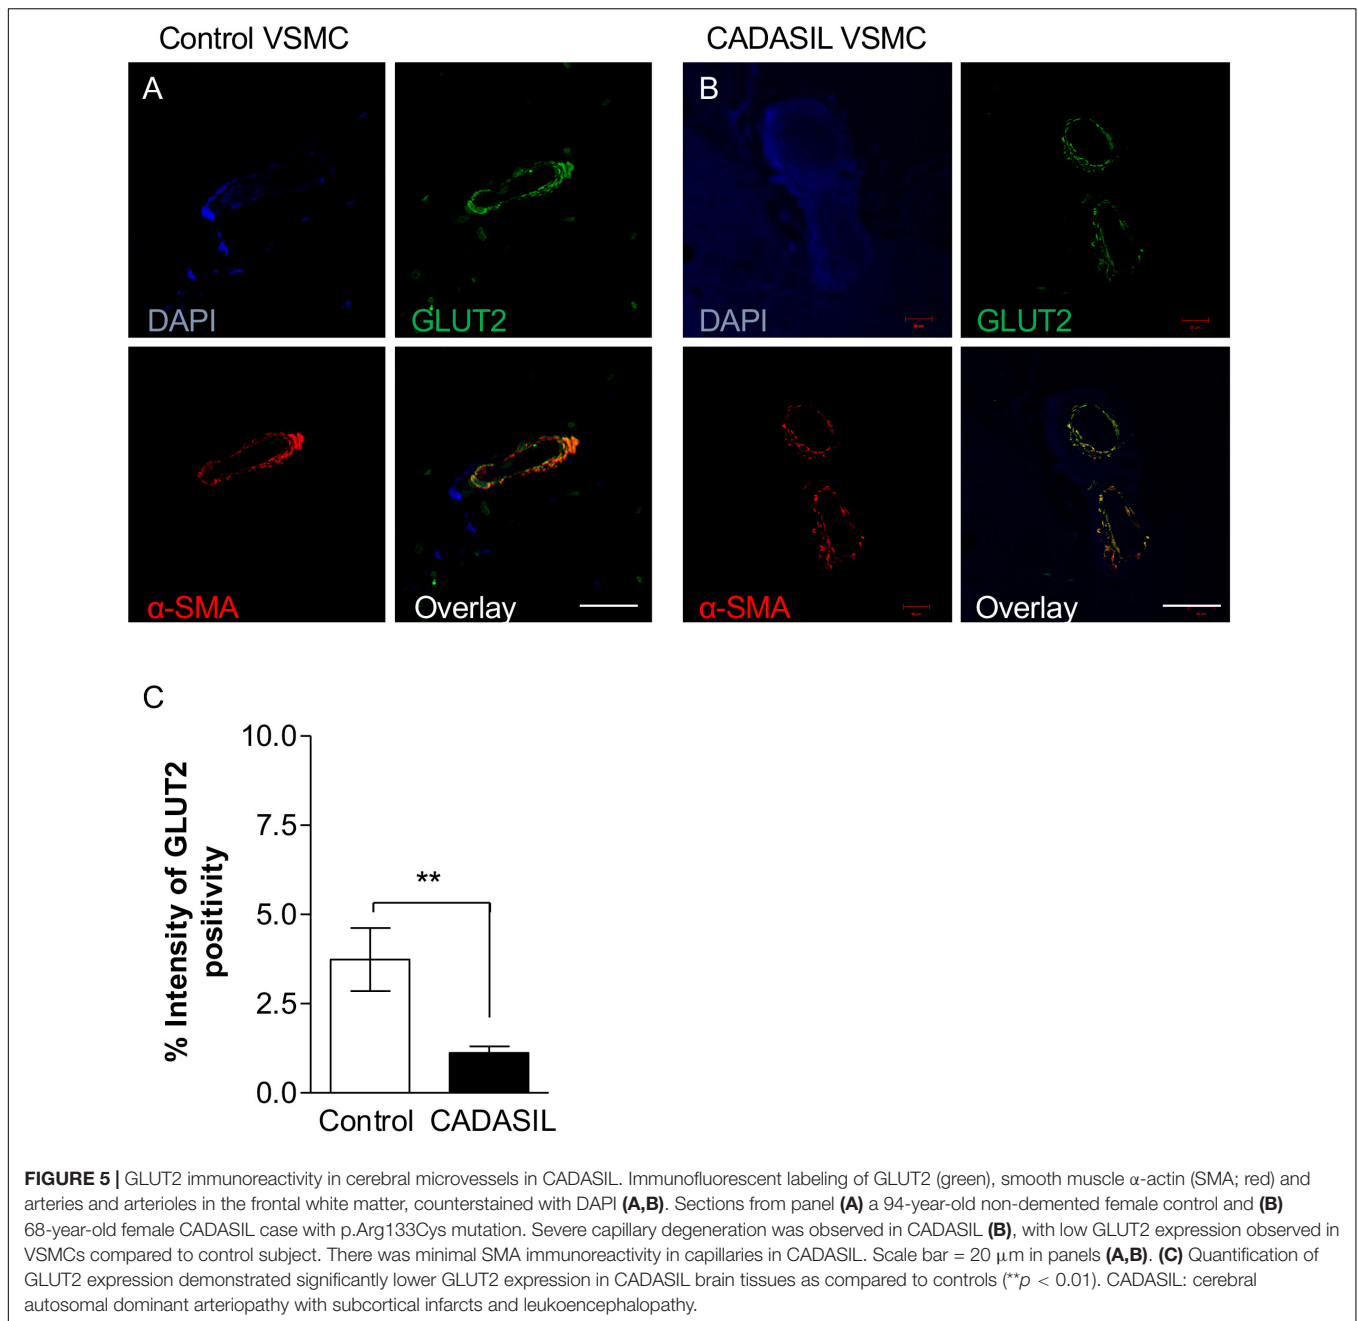 Control VSMC
CADASIL VSMC
A
DAPI
GLUT2
B
DAPI
GLUT2
α-SMA
Overlay
α-SMA
Overlay
C
% Intensity of GLUT2
positivity
10.0
7.5
5.0
2.5
0.0
**
Control CADASIL
FIGURE 5 | GLUT2 immunoreactivity in cerebral microvessels in CADASIL. Immunofluorescent labeling of GLUT2 (green), smooth muscle α-actin (SMA; red) and
arteries and arterioles in the frontal white matter, counterstained with DAPI (A,B). Sections from panel (A) a 94-year-old non-demented female control and (B)
68-year-old female CADASIL case with p.Arg133Cys mutation. Severe capillary degeneration was observed in CADASIL (B), with low GLUT2 expression observed in
VSMCs compared to control subject. There was minimal SMA immunoreactivity in capillaries in CADASIL. Scale bar = 20 μm in panels (A,B). (C) Quantification of
GLUT2 expression demonstrated significantly lower GLUT2 expression in CADASIL brain tissues as compared to controls (**p < 0.01). CADASIL: cerebral
autosomal dominant arteriopathy with subcortical infarcts and leukoencephalopathy.